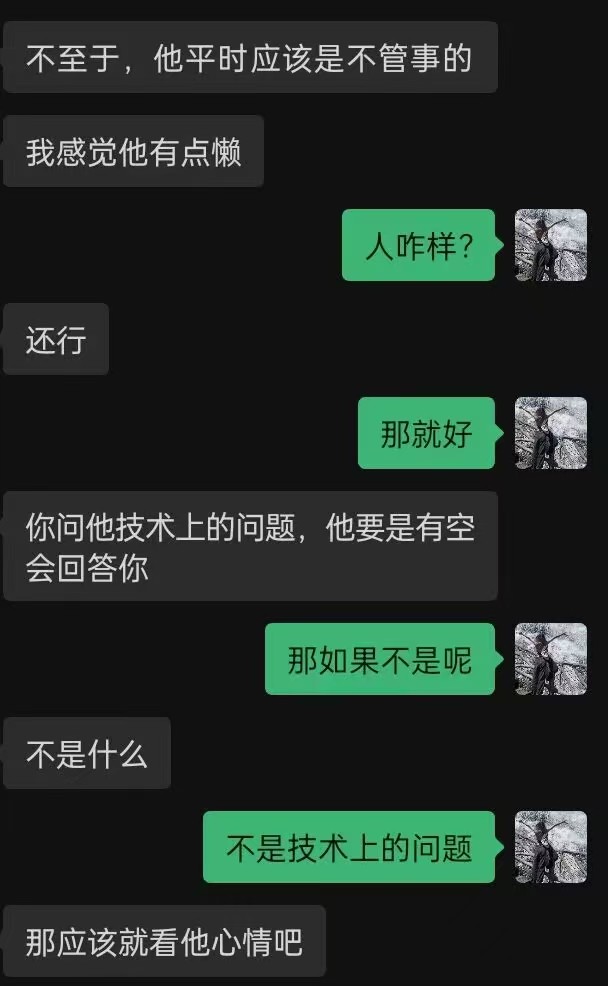 不至于，他平时应该是不管事的
我感觉他有点懒
人咋样？
还行
那就好
你问他技术上的问题，他要是有空
会回答你
那如果不是呢
不是什么
不是技术上的问题
那应该就看他心情吧